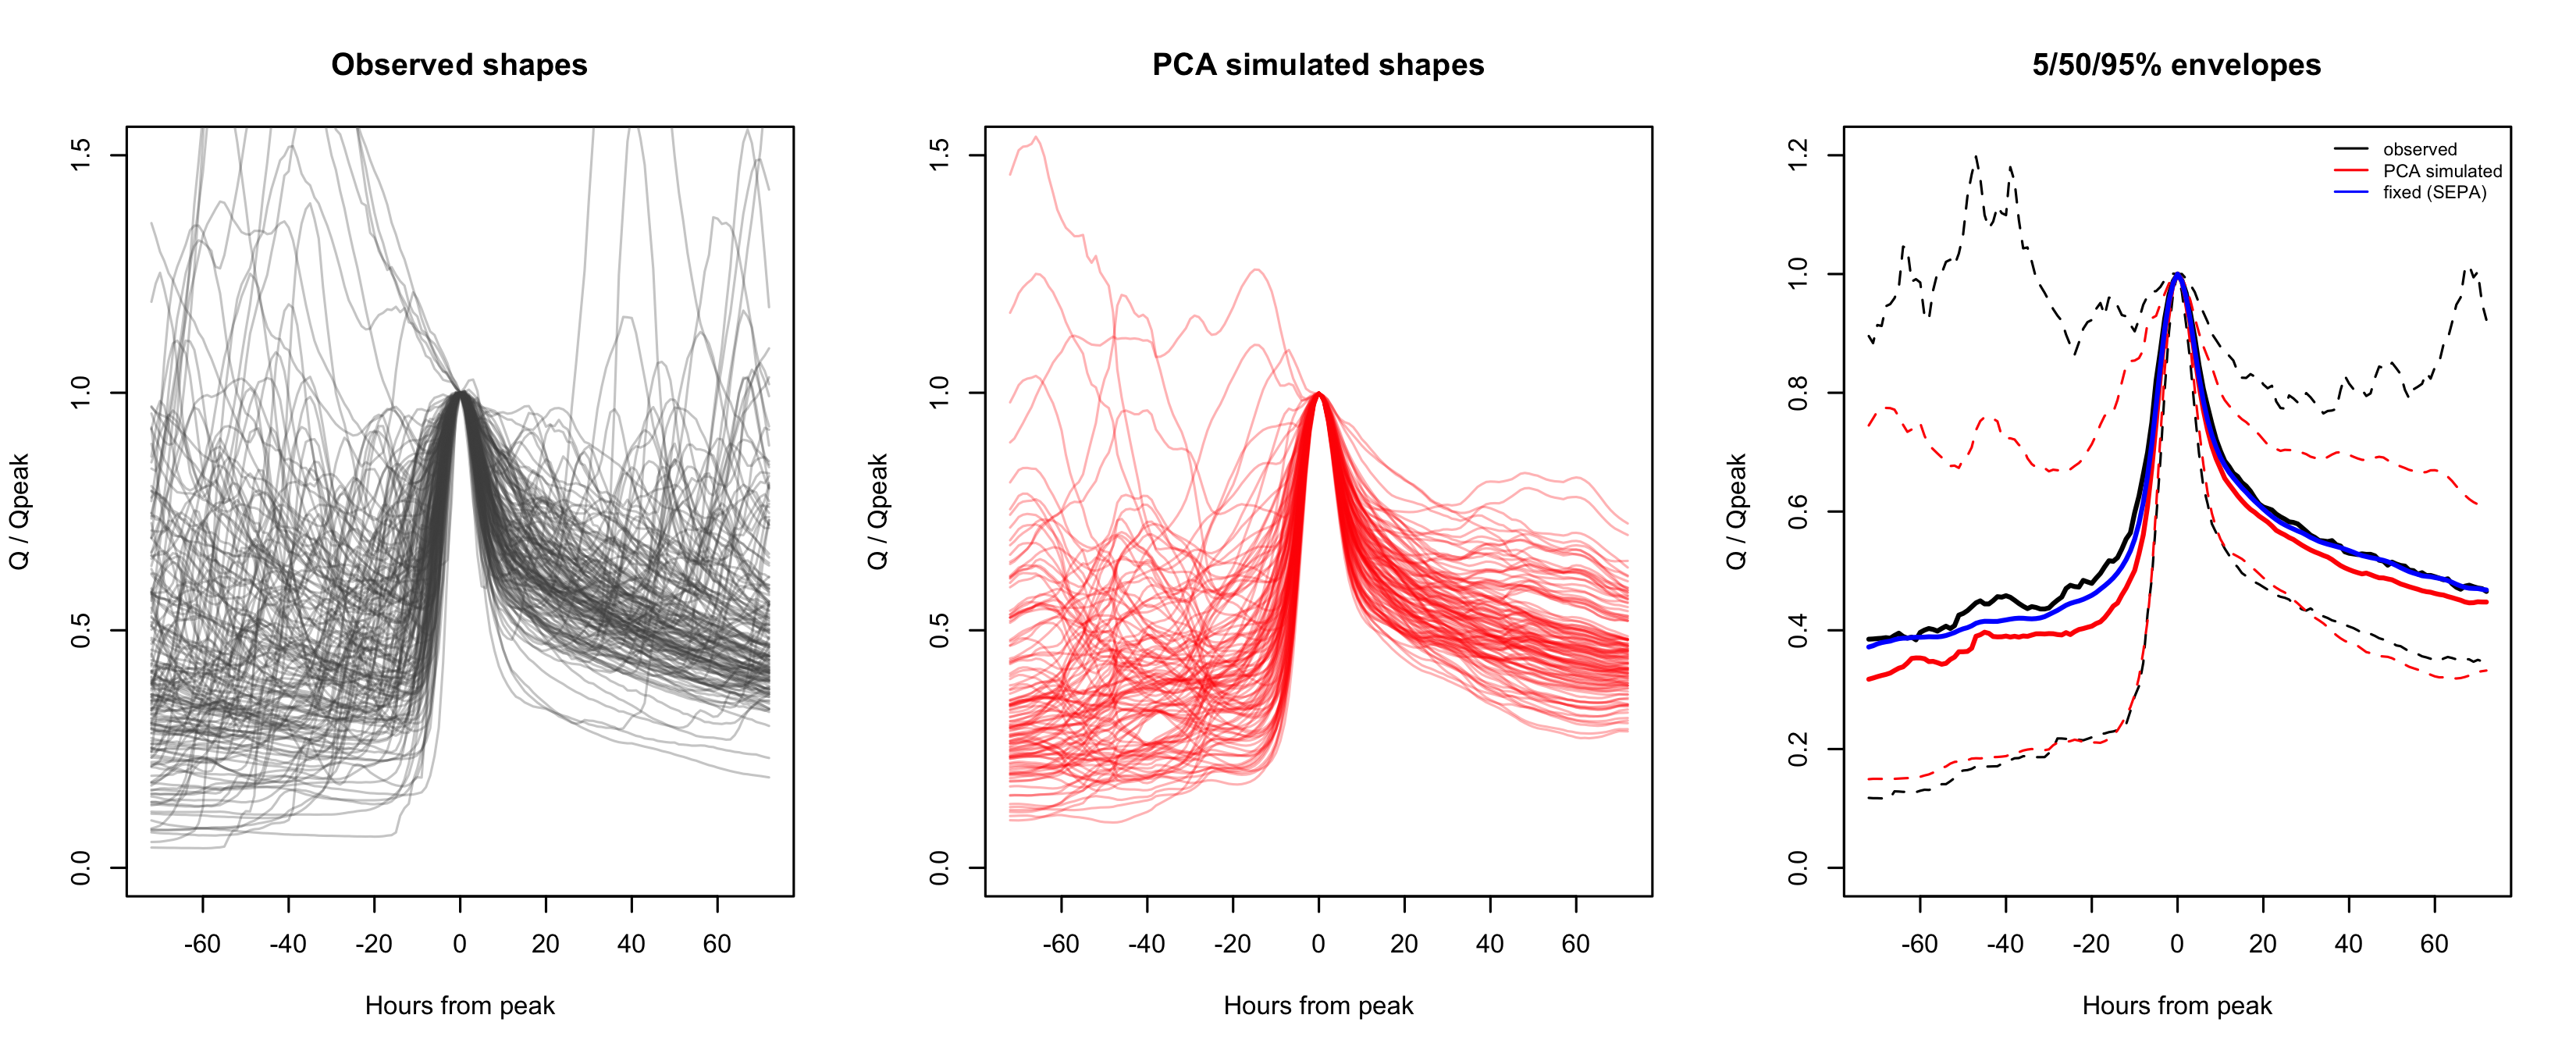 Observed shapes
Q / Qpeak
1.5
1.0
0.5
0.0
-60 -40 -20 0 20 40 60
Hours from peak
PCA simulated shapes
Q / Qpeak
1.5
1.0
0.5
0.0
-60 -40 -20 0 20 40 60
Hours from peak
5/50/95% envelopes
observed
PCA simulated
fixed (SEPA)
Q / Qpeak
1.2
1.0
0.8
0.6
0.4
0.2
0.0
-60 -40 -20 0 20 40 60
Hours from peak